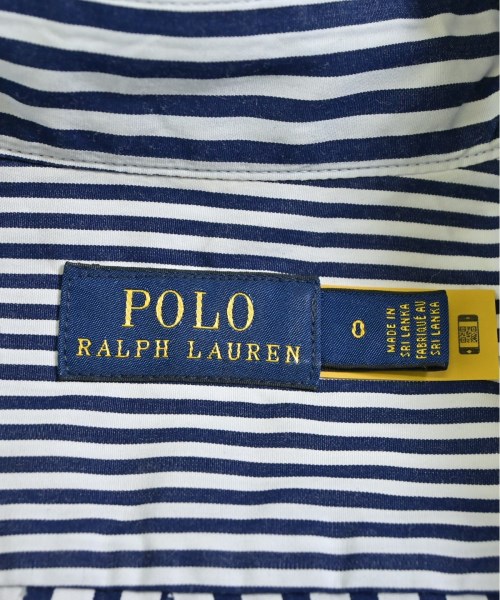 POLO
RALPH LAUREN
0
MADE IN
SRI LANKA
FABRIQUÉ AU
SRI LANKA